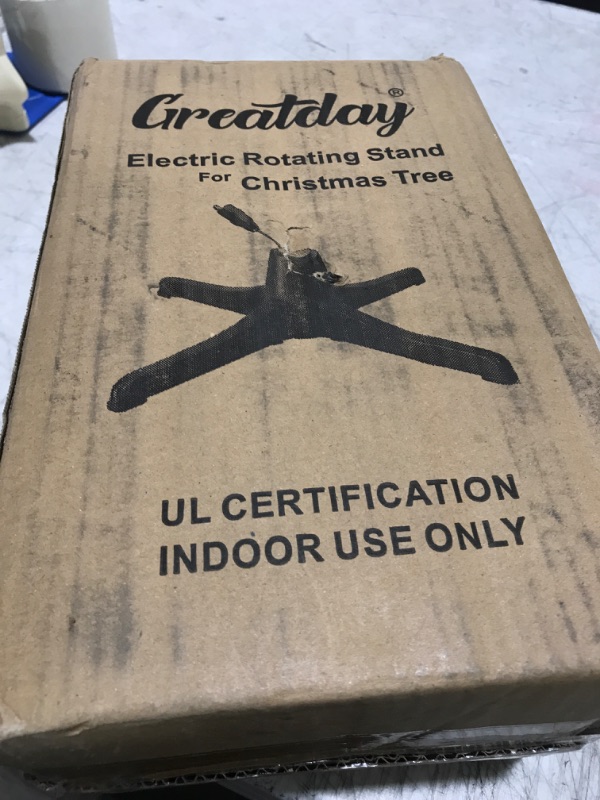 Greatday®
Electric Rotating Stand
For Christmas Tree
UL CERTIFICATION
INDOOR USE ONLY